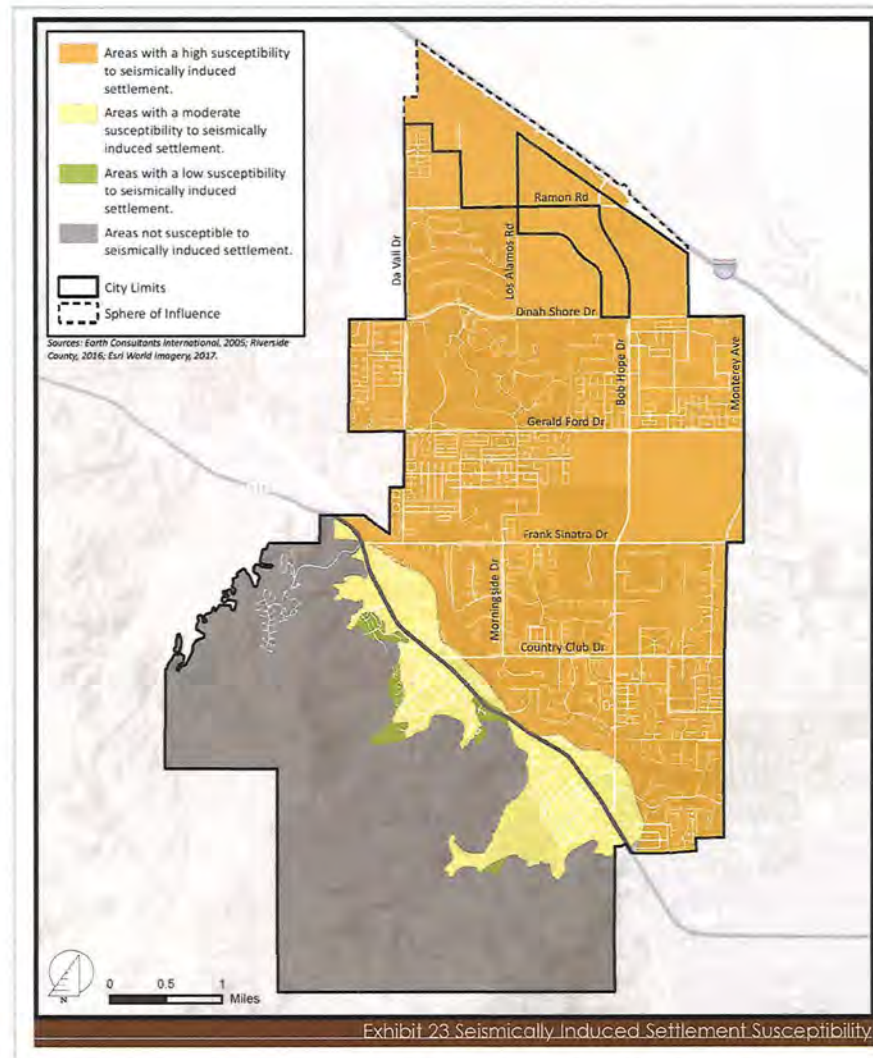 Areas with a high susceptibility
to seismically induced
settlement.
Areas with a moderate
susceptibility to seismically
induced settlement.
Areas with a low susceptibility
to seismically induced
settlement.
Areas not susceptible to
seismically induced settlement.
City Limits
Sphere of Influence
Sources: Earth Consultants International, 2005; Riverside
County, 2016; Esri World Imagery, 2017.
Ramon Rd
Da Vall Dr
Los Alamos Rd
Dinah Shore Dr
Bob Hope Dr
Monterey Ave
Gerald Ford Dr
Frank Sinatra Dr
Morningside Dr
Country Club Dr
N
0 0.5 1
Miles
Exhibit 23 Seismically Induced Settlement Susceptibility